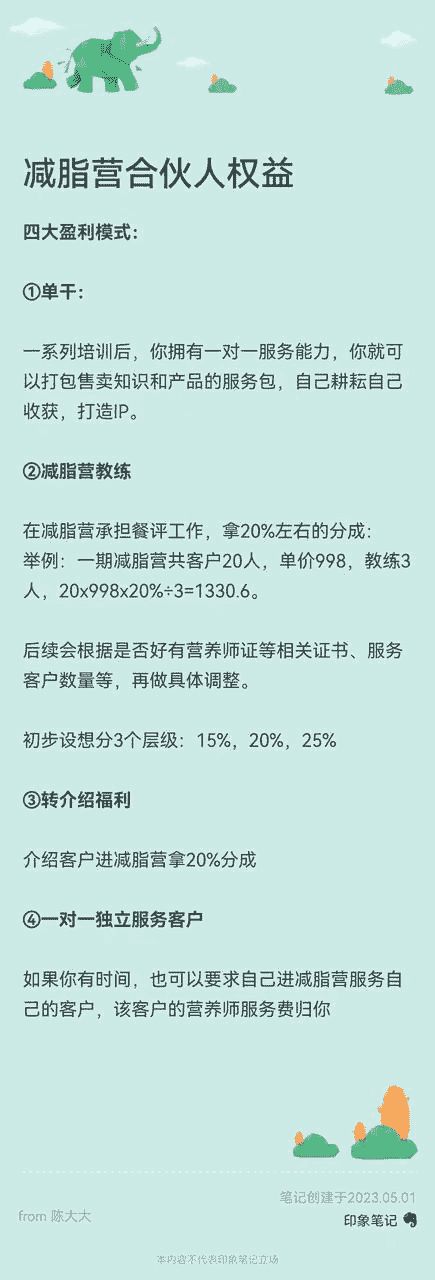 减脂营合伙人权益
四大盈利模式：
①单干：
一系列培训后，你拥有一对一服务能力，你就可
以打包售卖知识和产品的服务包，自己耕耘自己
收获，打造IP。
②减脂营教练
在减脂营承担餐评工作，拿20%左右的分成：
举例：一期减脂营共客户20人，单价998，教练3
人，20x998x20%÷3=1330.6。
后续会根据是否好有营养师证等相关证书、服务
客户数量等，再做具体调整。
初步设想分3个层级：15%，20%，25%
③转介绍福利
介绍客户进减脂营拿20%分成
④一对一独立服务客户
如果你有时间，也可以要求自己进减脂营服务自
己的客户，该客户的营养师服务费归你
笔记创建于2023.05.01
from 陈大大
印象笔记
本内容不代表印象笔记立场